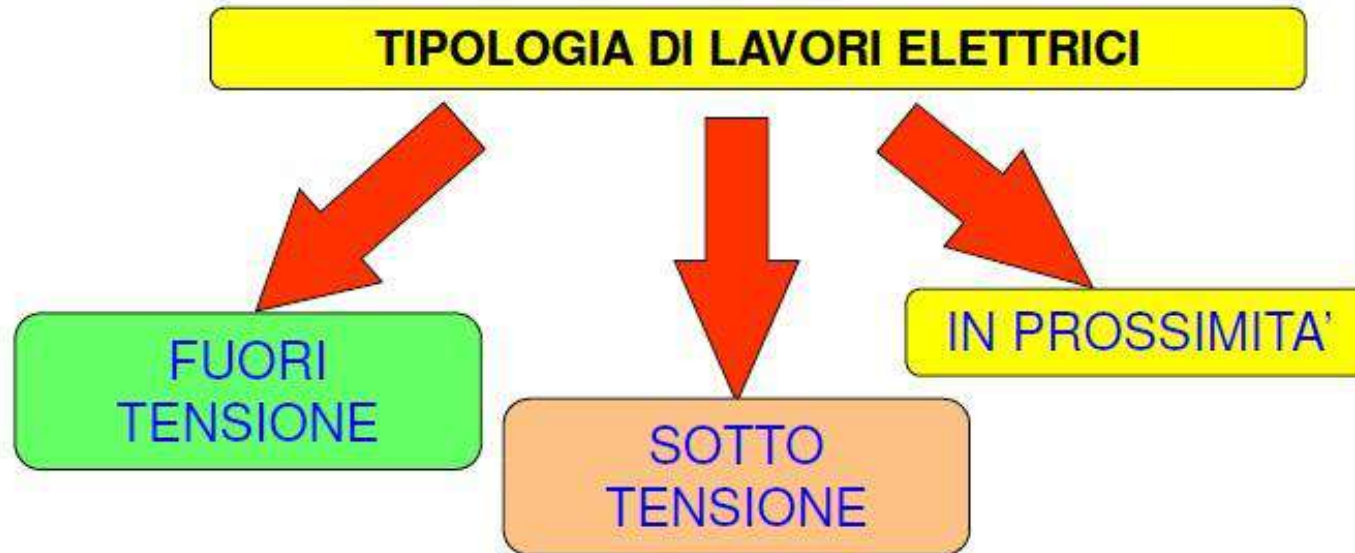 TIPOLOGIA DI LAVORI ELETTRICI
FUORI
TENSIONE
SOTTO
TENSIONE
IN PROSSIMITA'